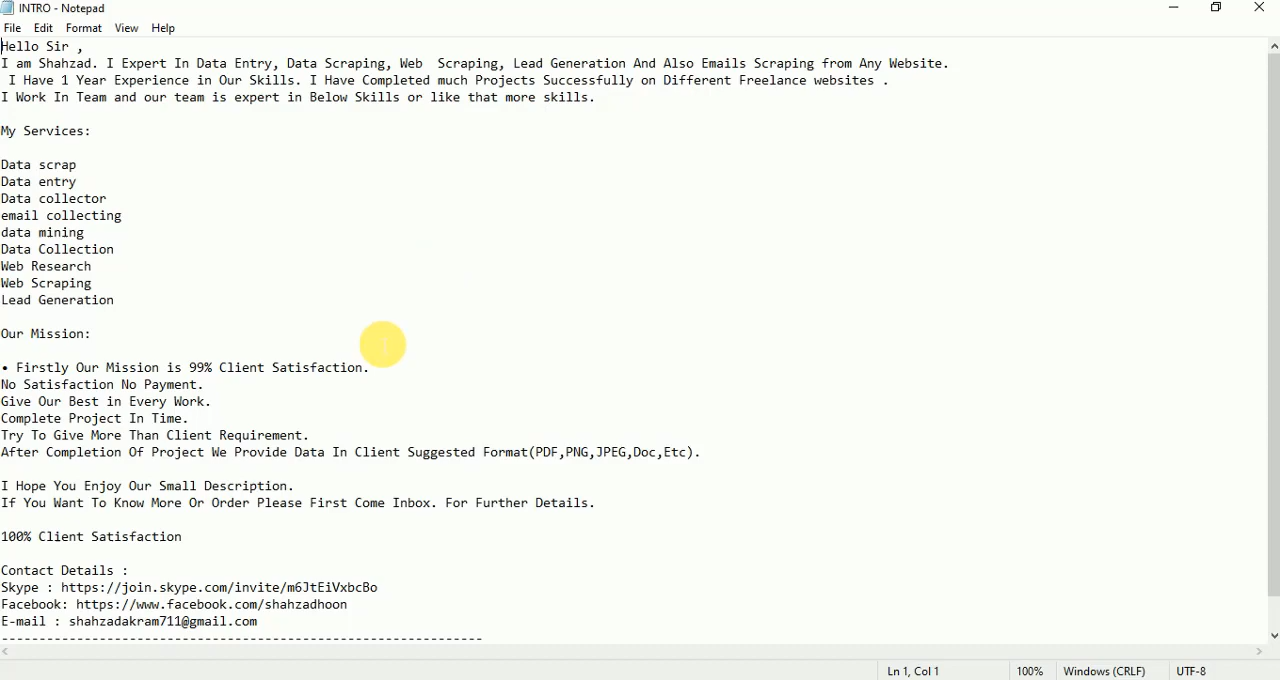 INTRO - Notepad
File Edit Format View Help
Hello Sir ,
I am Shahzad. I Expert In Data Entry, Data Scraping, Web  Scraping, Lead Generation And Also Emails Scraping from Any Website.
 I Have 1 Year Experience in Our Skills. I Have Completed much Projects Successfully on Different Freelance websites .
I Work In Team and our team is expert in Below Skills or like that more skills.
My Services:
Data scrap
Data entry
Data collector
email collecting
data mining
Data Collection
Web Research
Web Scraping
Lead Generation
Our Mission:
• Firstly Our Mission is 99% Client Satisfaction.
No Satisfaction No Payment.
Give Our Best in Every Work.
Complete Project In Time.
Try To Give More Than Client Requirement.
After Completion Of Project We Provide Data In Client Suggested Format(PDF,PNG,JPEG,Doc,Etc).
I Hope You Enjoy Our Small Description.
If You Want To Know More Or Order Please First Come Inbox. For Further Details.
100% Client Satisfaction
Contact Details :
Skype : https://join.skype.com/invite/m6JtEiVxbcBo
Facebook: https://www.facebook.com/shahzadhoon
E-mail : shahzadakram711@gmail.com
----------------------------------------------------------------
Ln 1, Col 1 100% Windows (CRLF) UTF-8